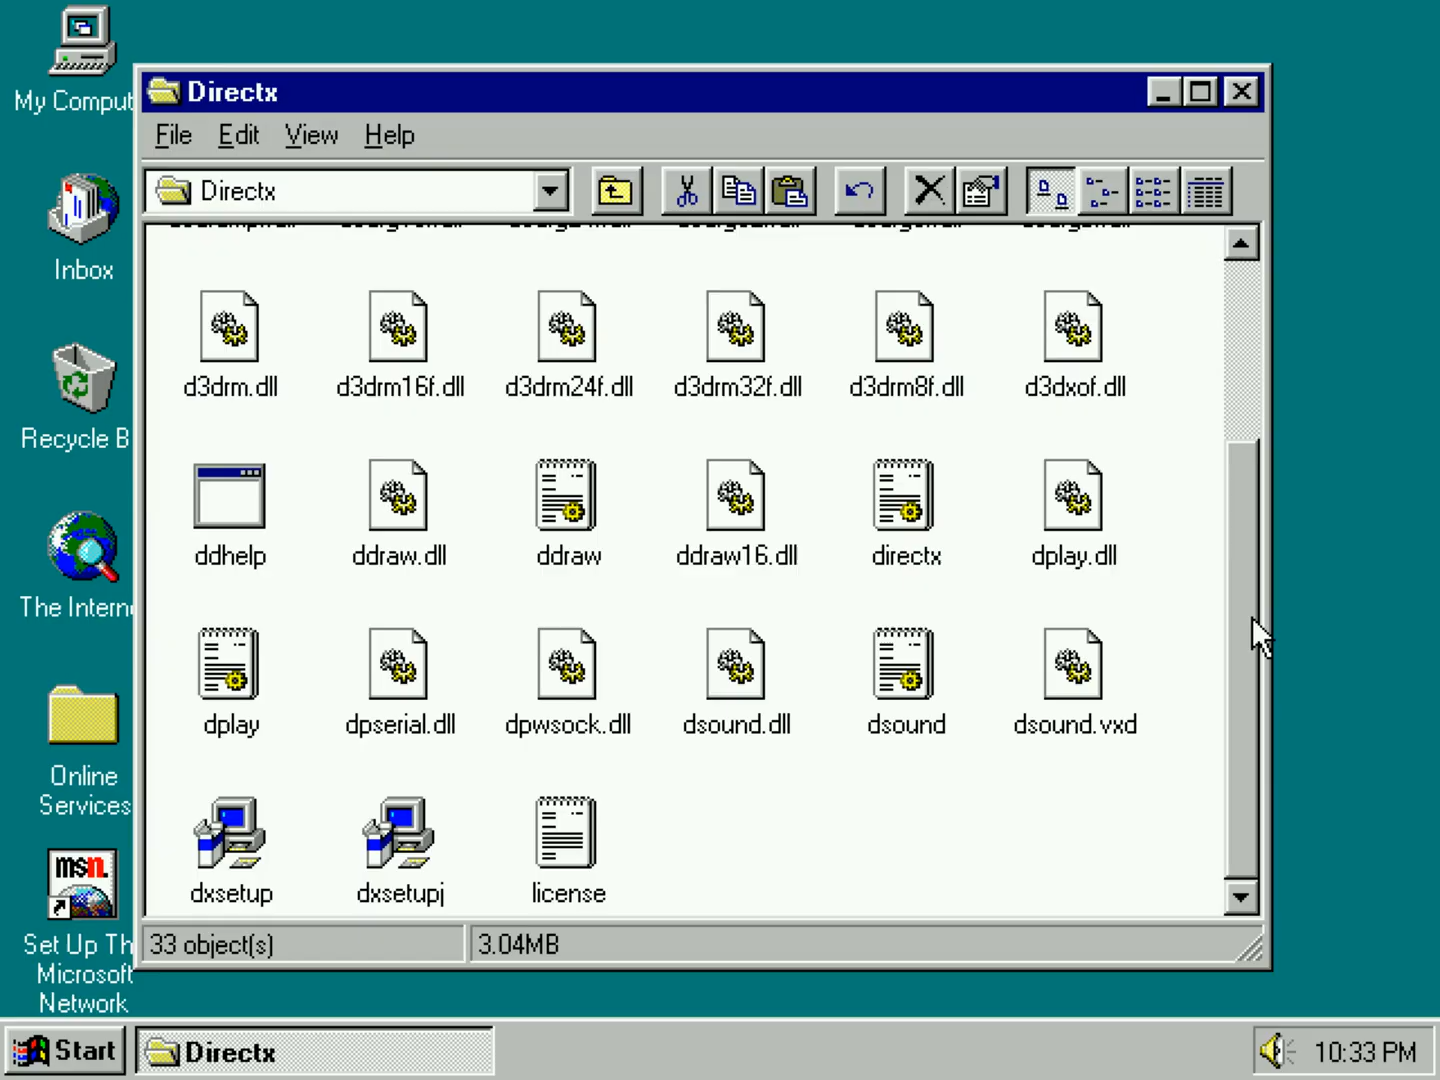 My Comput
Inbox
Recycle B
The Intern
Online
Services
msn.
Set Up Th
Microsoft
Network
Directx
File Edit View Help
Directx
d3drm.dll d3drm16f.dll d3drm24f.dll d3drm32f.dll d3drm8f.dll d3dxof.dll
ddhelp ddraw.dll ddraw ddraw16.dll directx dplay.dll
dplay dpserial.dll dpwsock.dll dsound.dll dsound dsound.vxd
dxsetup dxsetupj license
33 object(s) 3.04MB
Start Directx 10:33 PM